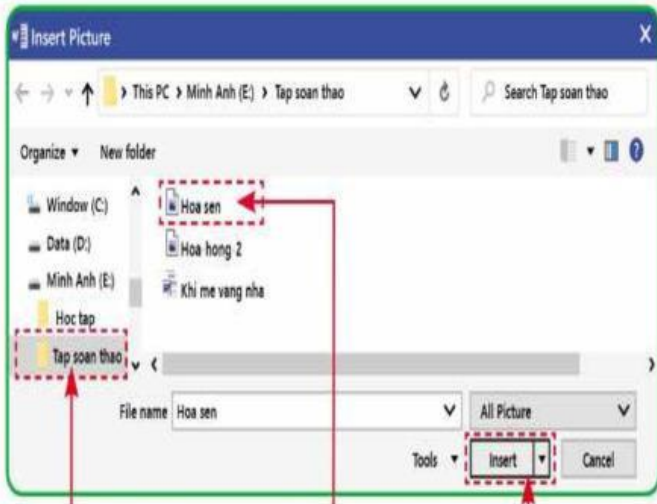 Insert Picture X
This PC > Minh Anh (E:) > Tap soan thao
Search Tap soan thao
Organize New folder
Window (C:)
Data (D:)
Minh Anh (E:)
Hoc tap
Tap soan thao
Hoa sen
Hoa hong 2
Khi me vang nha
File name Hoa sen All Picture
Tools Insert Cancel